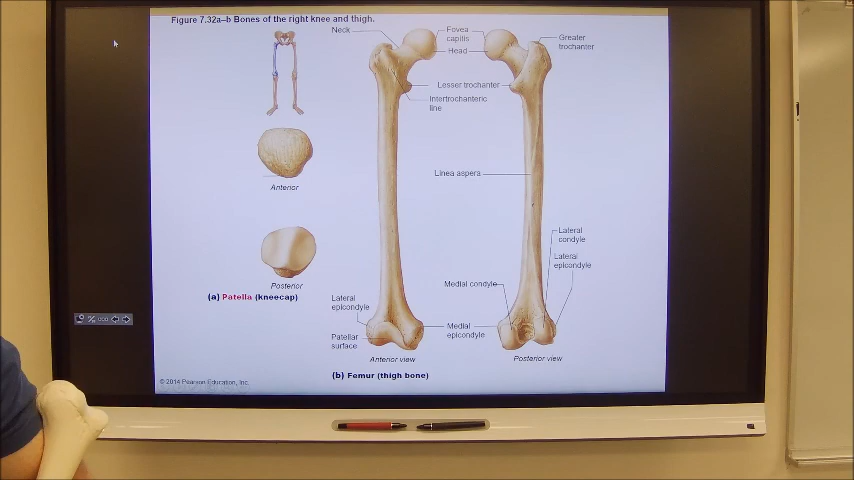 Figure 7.32a–b Bones of the right knee and thigh.
Neck
Fovea
capitis
Head
Greater
trochanter
Lesser trochanter
Intertrochanteric
line
Linea aspera
Anterior
Posterior
(a) Patella (kneecap)
Lateral
condyle
Lateral
epicondyle
Medial condyle
Lateral
epicondyle
Patellar
surface
Medial
epicondyle
Anterior view
Posterior view
(b) Femur (thigh bone)
© 2014 Pearson Education, Inc.